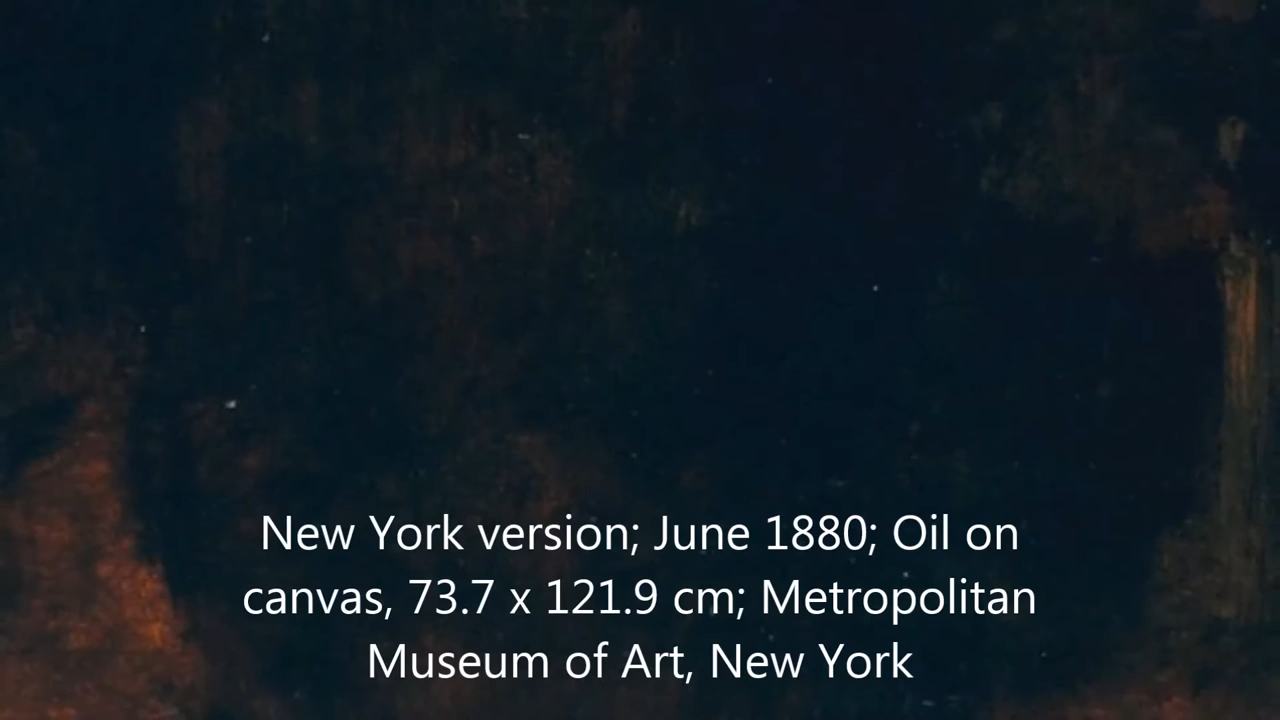 New York version; June 1880; Oil on
canvas, 73.7 x 121.9 cm; Metropolitan
Museum of Art, New York